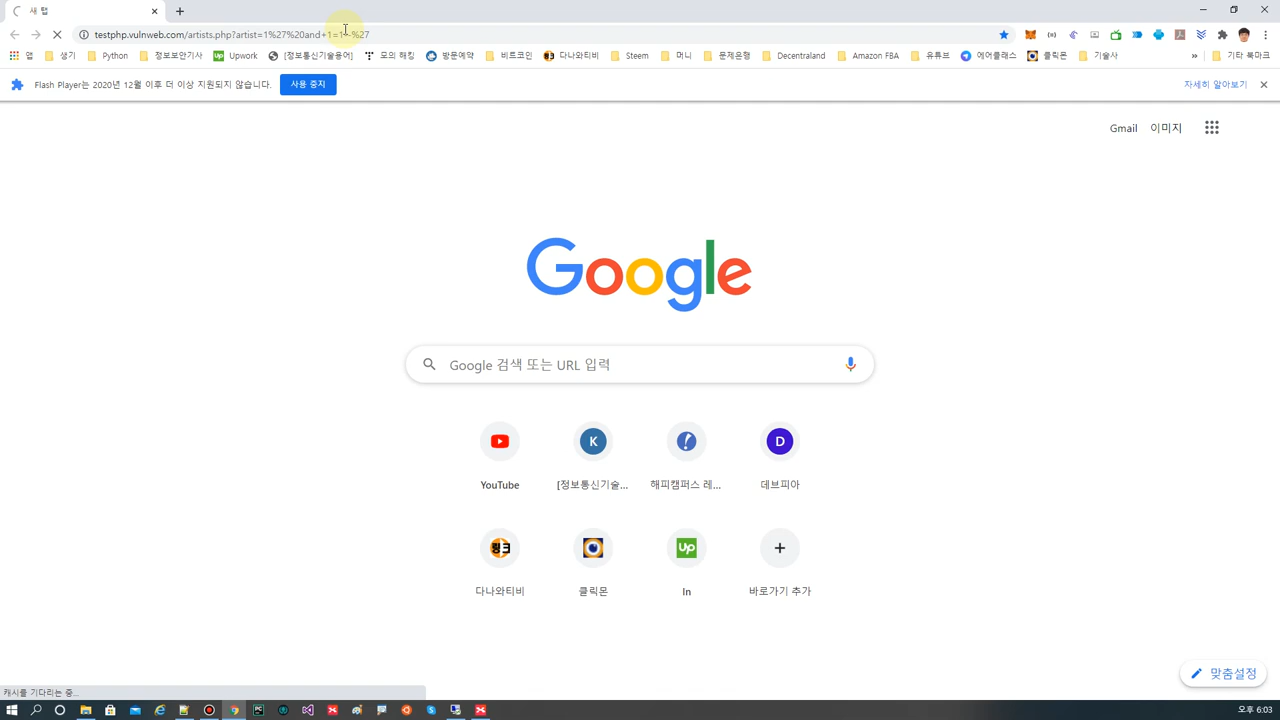 새 탭
testphp.vulnweb.com/artists.php?artist=1%27%20and+1=1--%27
앱 생기 Python 정보보안기사 Upwork [정보통신기술용어] 모의 해킹 방문예약 비트코인 다나와티비 Steem 머니 문제은행 Decentraland Amazon FBA 유튜브 에어클래스 클릭몬 기술사 » 기타 북마크
Flash Player는 2020년 12월 이후 더 이상 지원되지 않습니다. 사용 중지 자세히 알아보기
Gmail 이미지
Google
Google 검색 또는 URL 입력
K D
YouTube [정보통신기술... 해피캠퍼스 레... 데브피아
링크 Up
다나와티비 클릭몬 In 바로가기 추가
맞춤설정
캐시를 기다리는 중...
오후 6:03